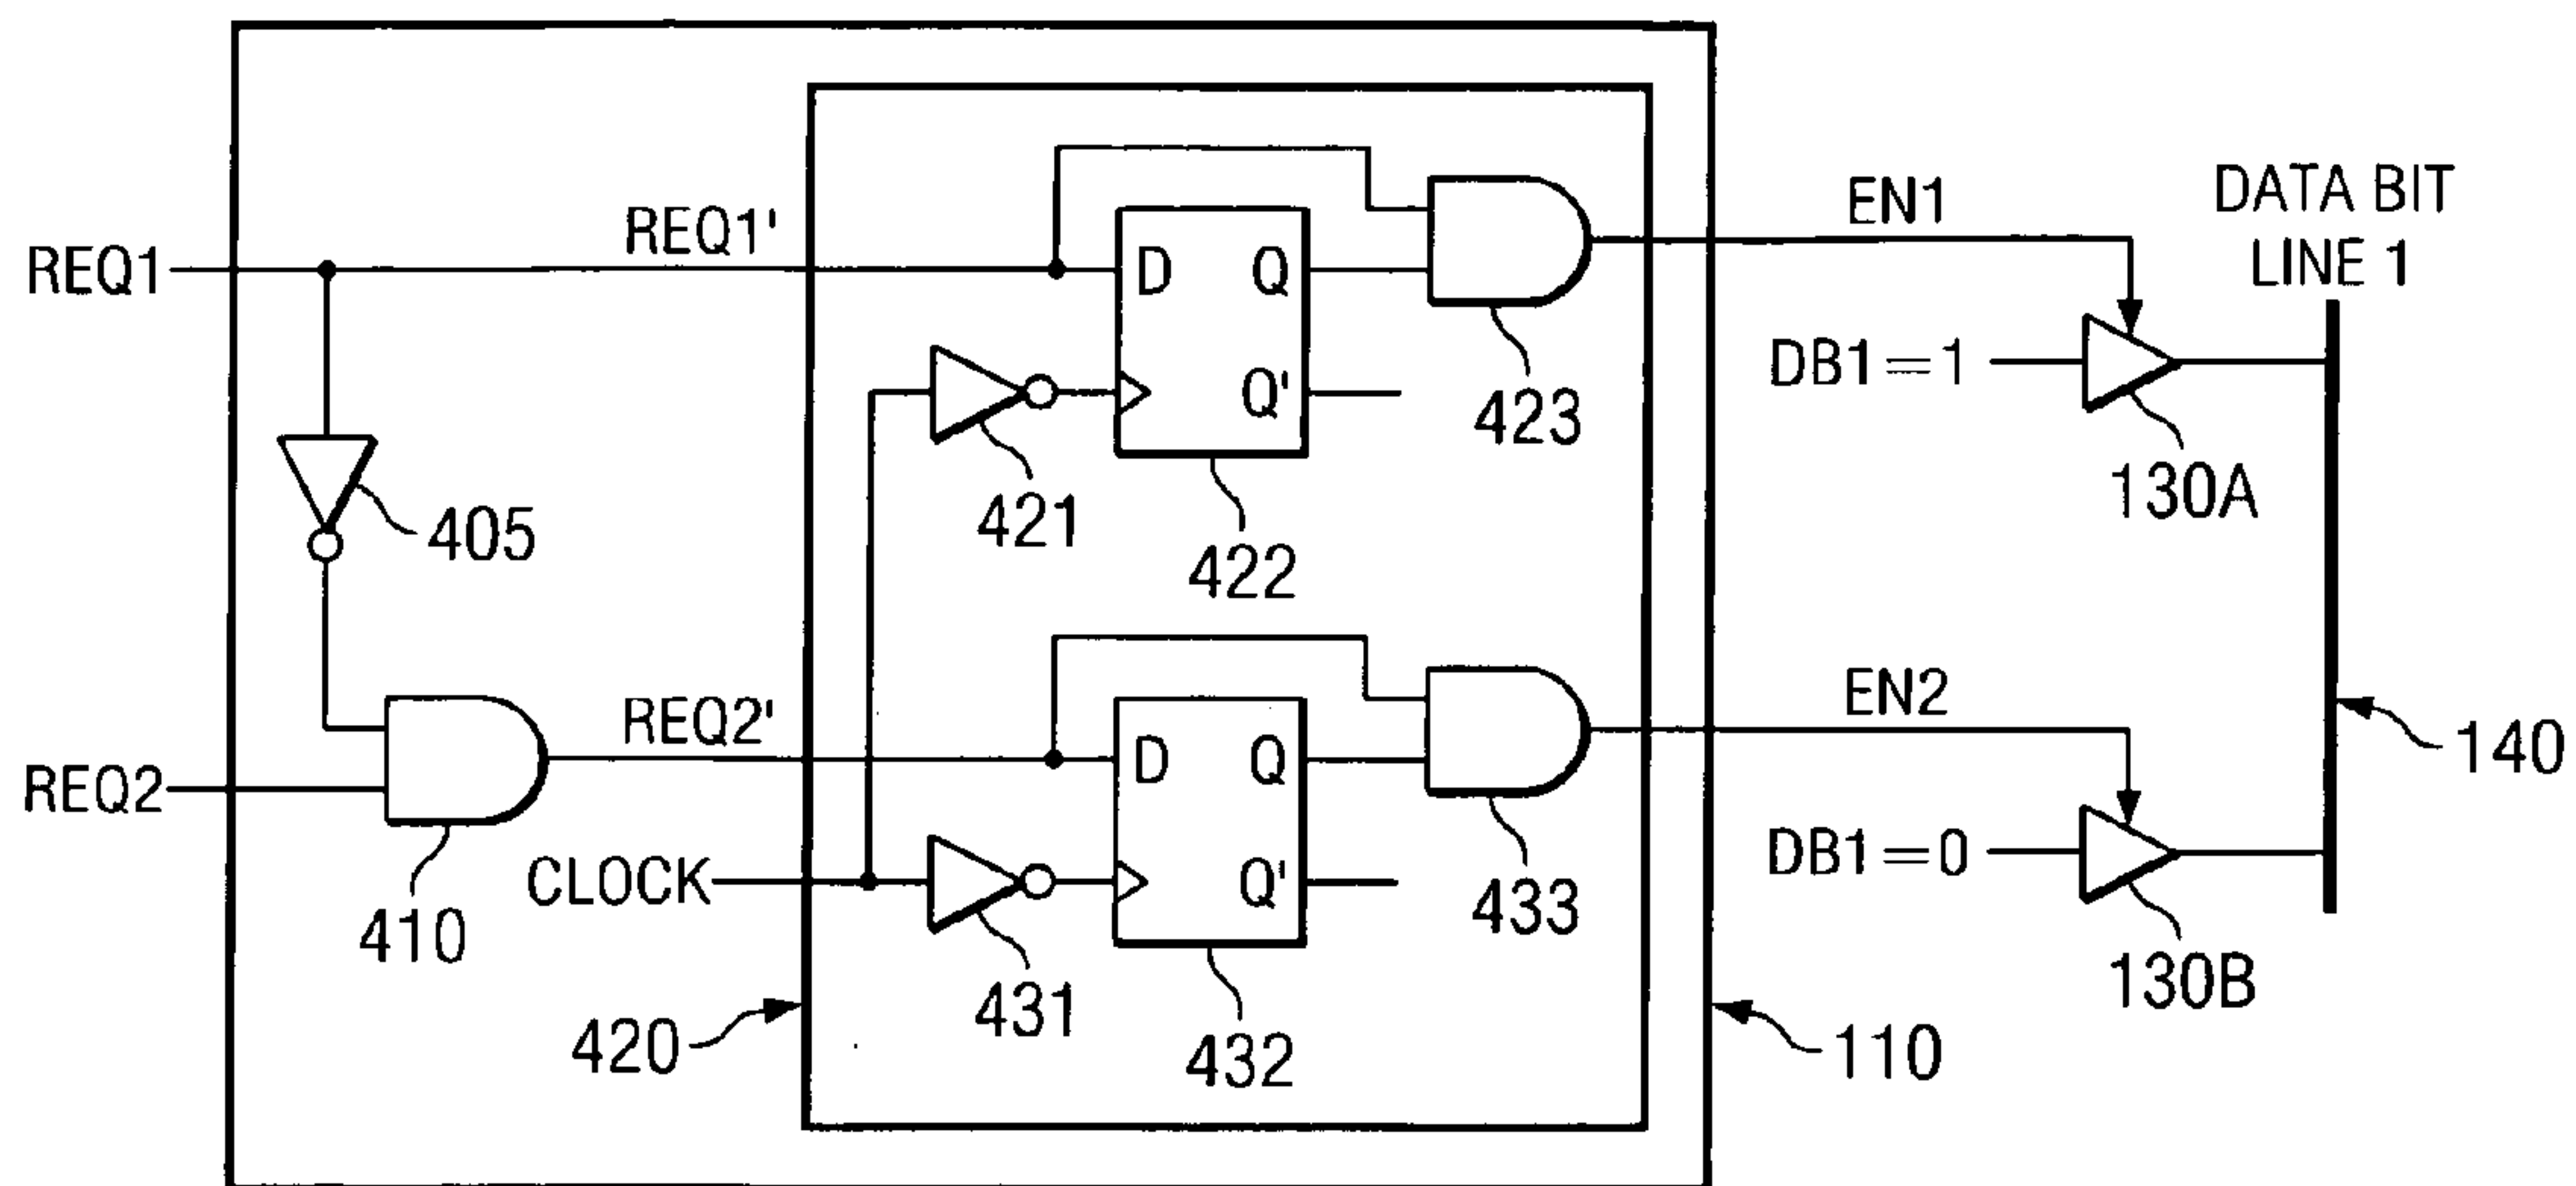 REQ1
REQ1'
D
Q
Q'
EN1
DATA BIT
LINE 1
DB1=1
423
421
422
130A
405
REQ2
REQ2'
410
CLOCK
D
Q
Q'
EN2
DB1=0
140
433
431
432
130B
420
110